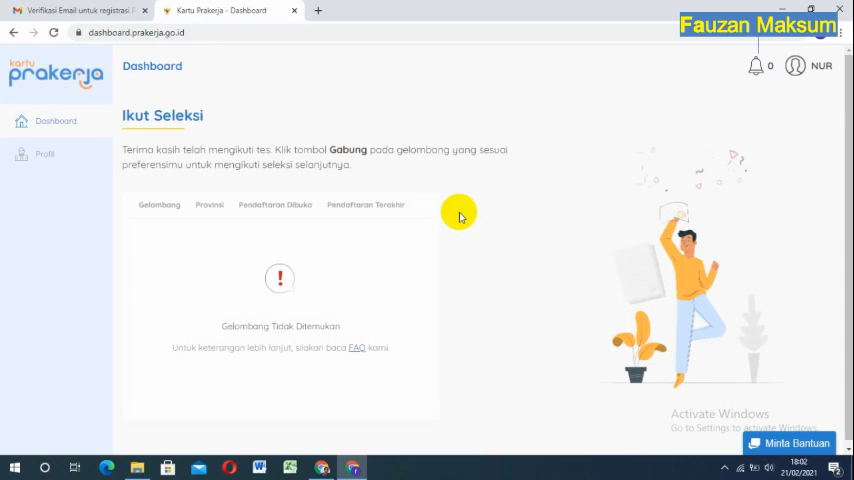 Verifikasi Email untuk registrasi P
Kartu Prakerja - Dashboard
dashboard.prakerja.go.id
Fauzan Maksum
kartu
prakerja
Dashboard
0
NUR
Dashboard
Profil
Ikut Seleksi
Terima kasih telah mengikuti tes. Klik tombol Gabung pada gelombang yang sesuai
preferensimu untuk mengikuti seleksi selanjutnya.
Gelombang Provinsi Pendaftaran Dibuka Pendaftaran Terakhir
Gelombang Tidak Ditemukan
Untuk keterangan lebih lanjut, silakan baca FAQ kami.
Activate Windows
Go to Settings to activate Windows.
Minta Bantuan
18:02
21/02/2021
2